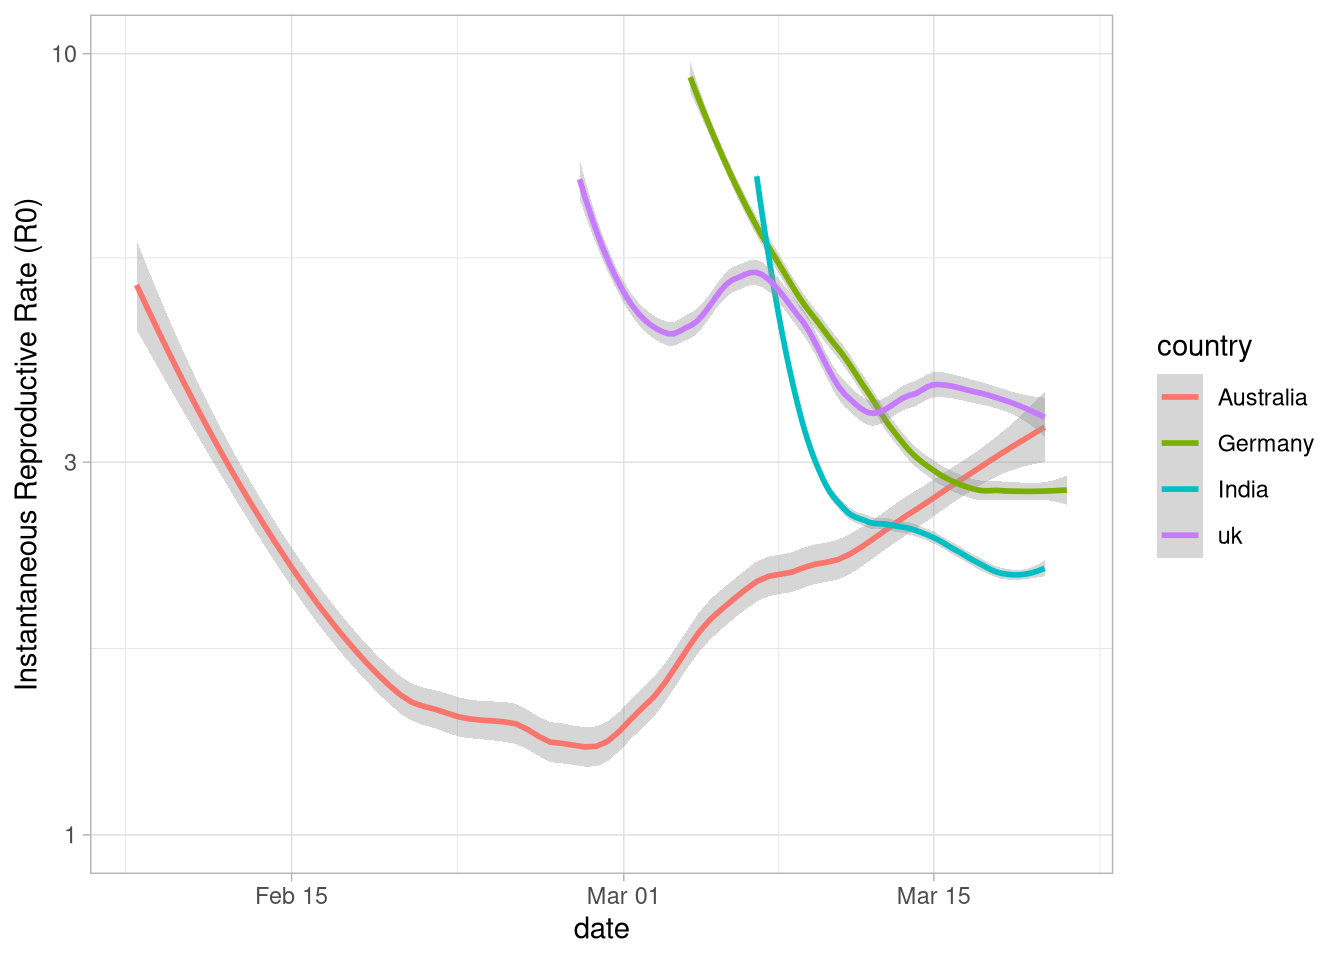 Instantaneous Reproductive Rate (R0)
10
3
1
Feb 15
Mar 01
Mar 15
date
country
Australia
Germany
India
uk